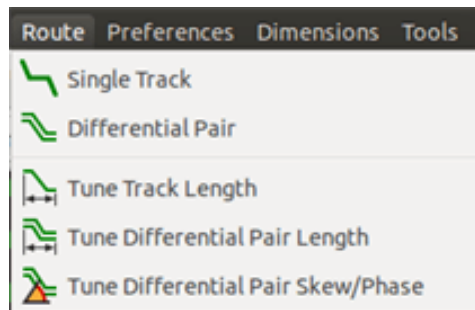 Route Preferences Dimensions Tools
Single Track
Differential Pair
Tune Track Length
Tune Differential Pair Length
Tune Differential Pair Skew/Phase